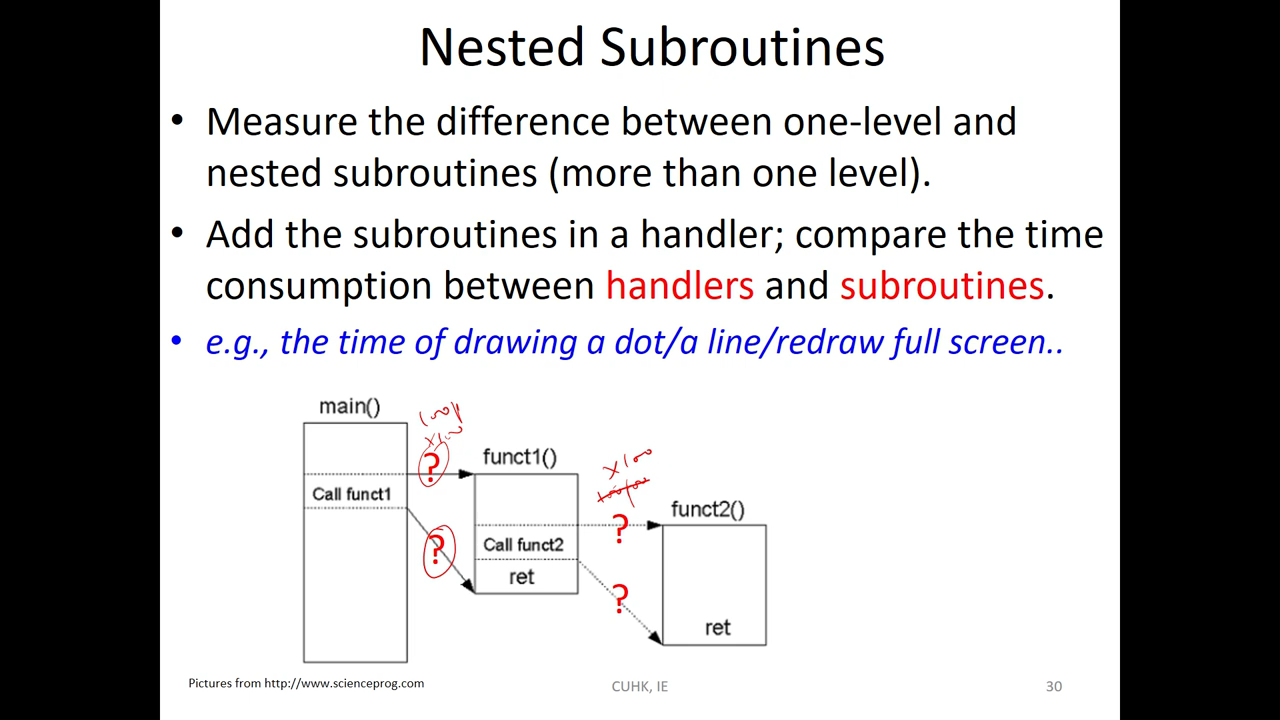 Nested Subroutines
• Measure the difference between one-level and
nested subroutines (more than one level).
• Add the subroutines in a handler; compare the time
consumption between handlers and subroutines.
• e.g., the time of drawing a dot/a line/redraw full screen..
main()
?
Call funct1
?
funct1()
Call funct2
ret
x100
?
?
funct2()
ret
Pictures from http://www.scienceprog.com
CUHK, IE
30